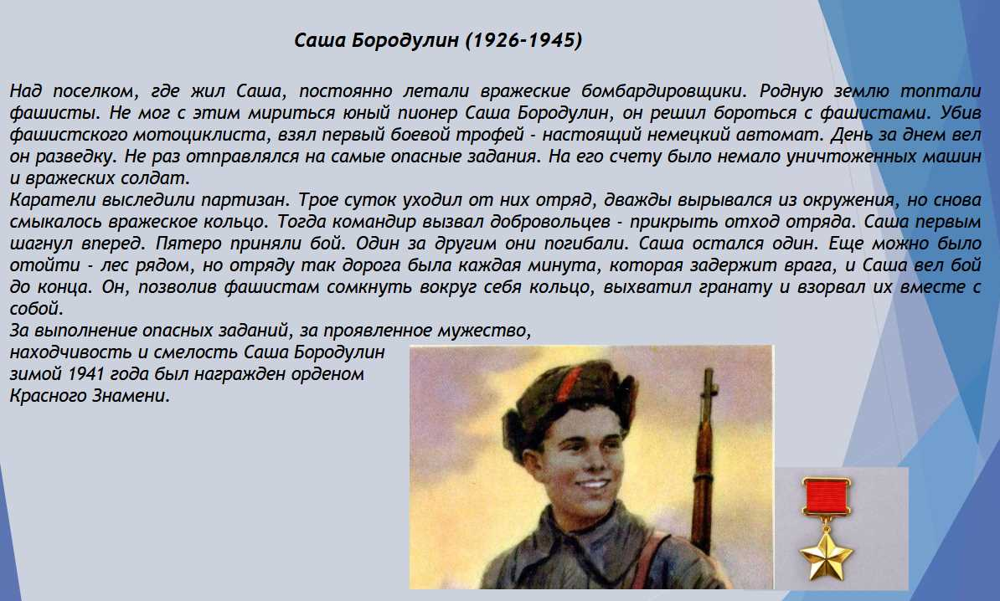 Саша Бородулин (1926-1945)
Над поселком, где жил Саша, постоянно летали вражеские бомбардировщики. Родную землю топтали
фашисты. Не мог с этим мириться юный пионер Саша Бородулин, он решил бороться с фашистами. Убив
фашистского мотоциклиста, взял первый боевой трофей - настоящий немецкий автомат. День за днем вел
он разведку. Не раз отправлялся на самые опасные задания. На его счету было немало уничтоженных машин
и вражеских солдат.
Каратели выследили партизан. Трое суток уходил от них отряд, дважды вырывался из окружения, но снова
смыкалось вражеское кольцо. Тогда командир вызвал добровольцев - прикрыть отход отряда. Саша первым
шагнул вперед. Пятеро приняли бой. Один за другим они погибали. Саша остался один. Еще можно было
отойти - лес рядом, но отряду так дорога была каждая минута, которая задержит врага, и Саша вел бой
до конца. Он, позволив фашистам сомкнуть вокруг себя кольцо, выхватил гранату и взорвал их вместе с
собой.
За выполнение опасных заданий, за проявленное мужество,
находчивость и смелость Саша Бородулин
зимой 1941 года был награжден орденом
Красного Знамени.